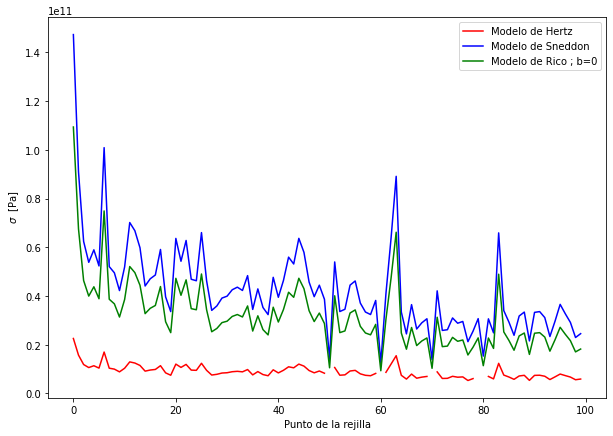 1e11
Modelo de Hertz
Modelo de Sneddon
Modelo de Rico ; b=0
1.4
1.2
1.0
0.8
0.6
0.4
0.2
0.0
σ [Pa]
0 20 40 60 80 100
Punto de la rejilla